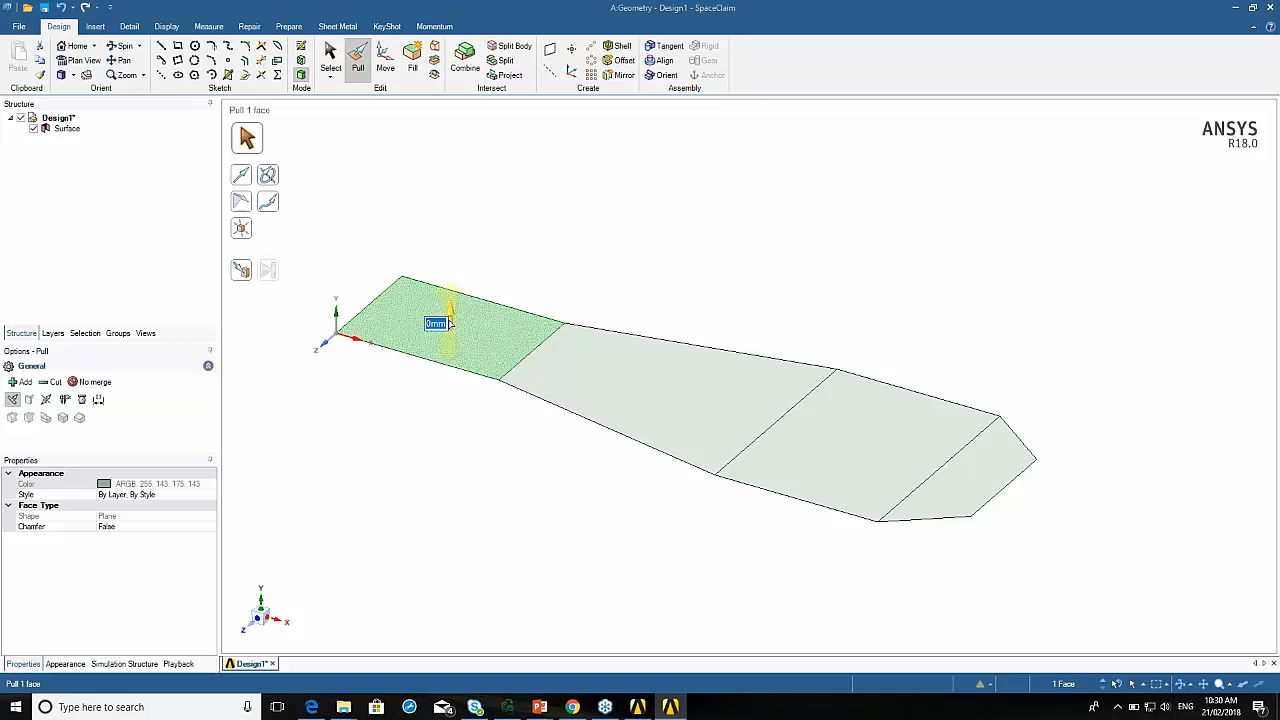 A:Geometry - Design1 - SpaceClaim
File Design Insert Detail Display Measure Repair Prepare Sheet Metal KeyShot Momentum
Home Spin Shell Tangent Rigid
Plan View Pan Split Body Offset Align Gear
Paste Zoom Select Pull Move Fill Combine Split Project Mirror Orient Anchor
Clipboard Orient Sketch Mode Edit Intersect Create Assembly
Structure
Design1*
Surface
Pull 1 face
ANSYS
R18.0
Y
Z
X
0mm
Structure Layers Selection Groups Views
Options - Pull
General
Add Cut No merge
Properties
Appearance
Color ARGB: 255, 143, 175, 143
Style By Layer, By Style
Face Type
Shape Plane
Chamfer False
Y
X
Z
Properties Appearance Simulation Structure Playback
Design1*
Pull 1 face 1 Face
Type here to search
ENG
10:30 AM
21/02/2018